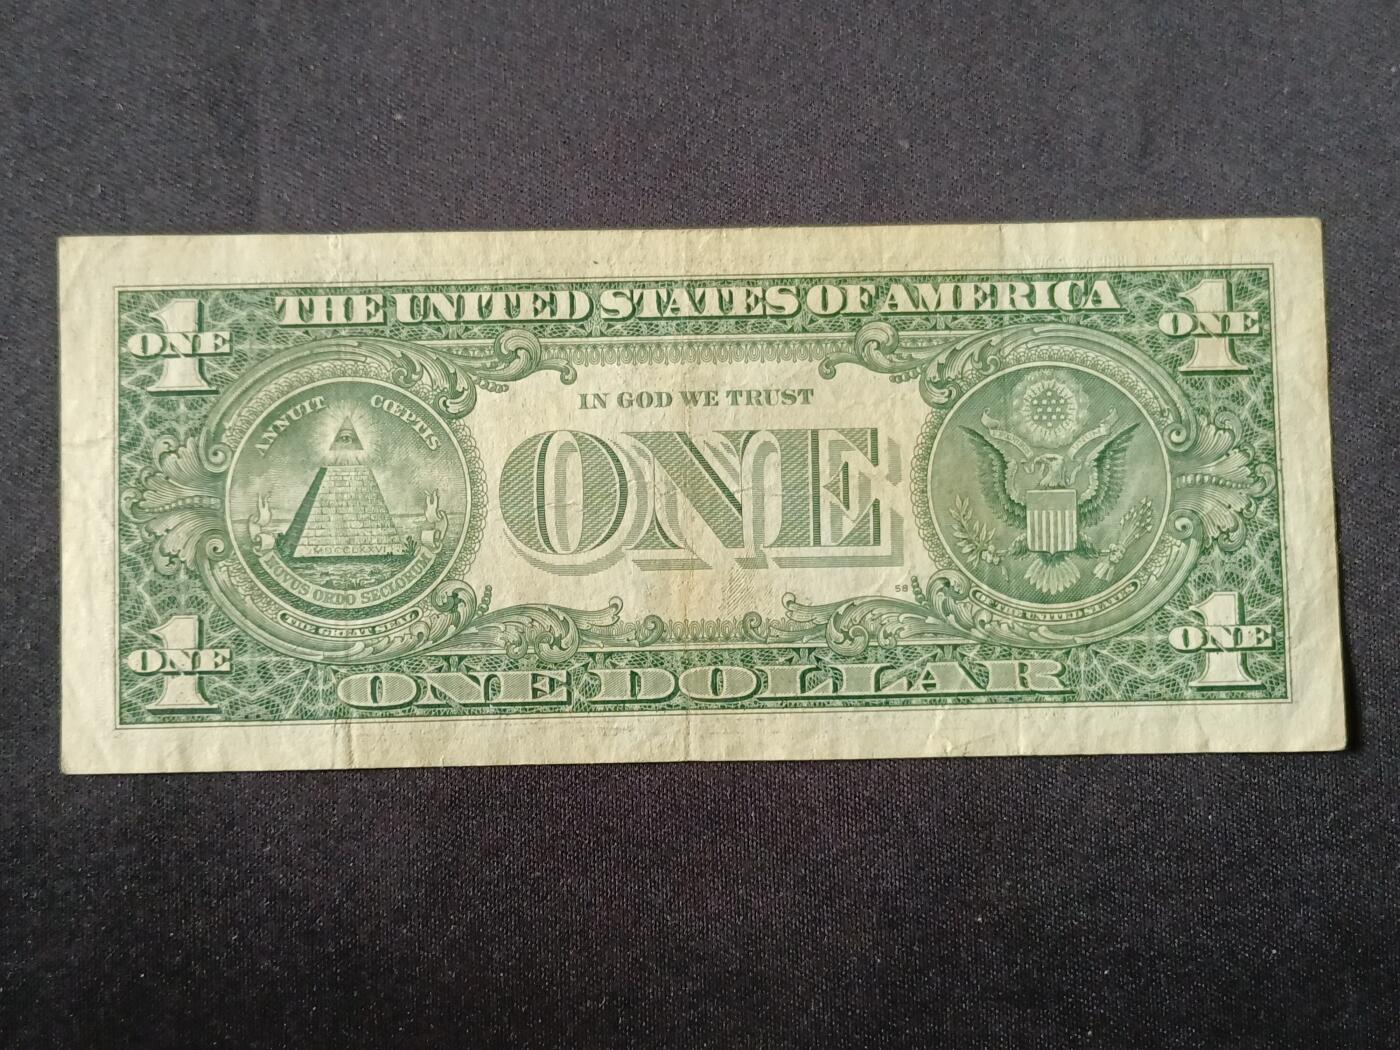 THE UNITED STATES OF AMERICA
1
ONE
1
ONE
ANNUIT CŒPTIS
IN GOD WE TRUST
ONE
MDCCLXXVI
NOVUS ORDO SECLORUM
THE GREAT SEAL
OF THE UNITED STATES
58
1
ONE
1
ONE
ONE DOLLAR